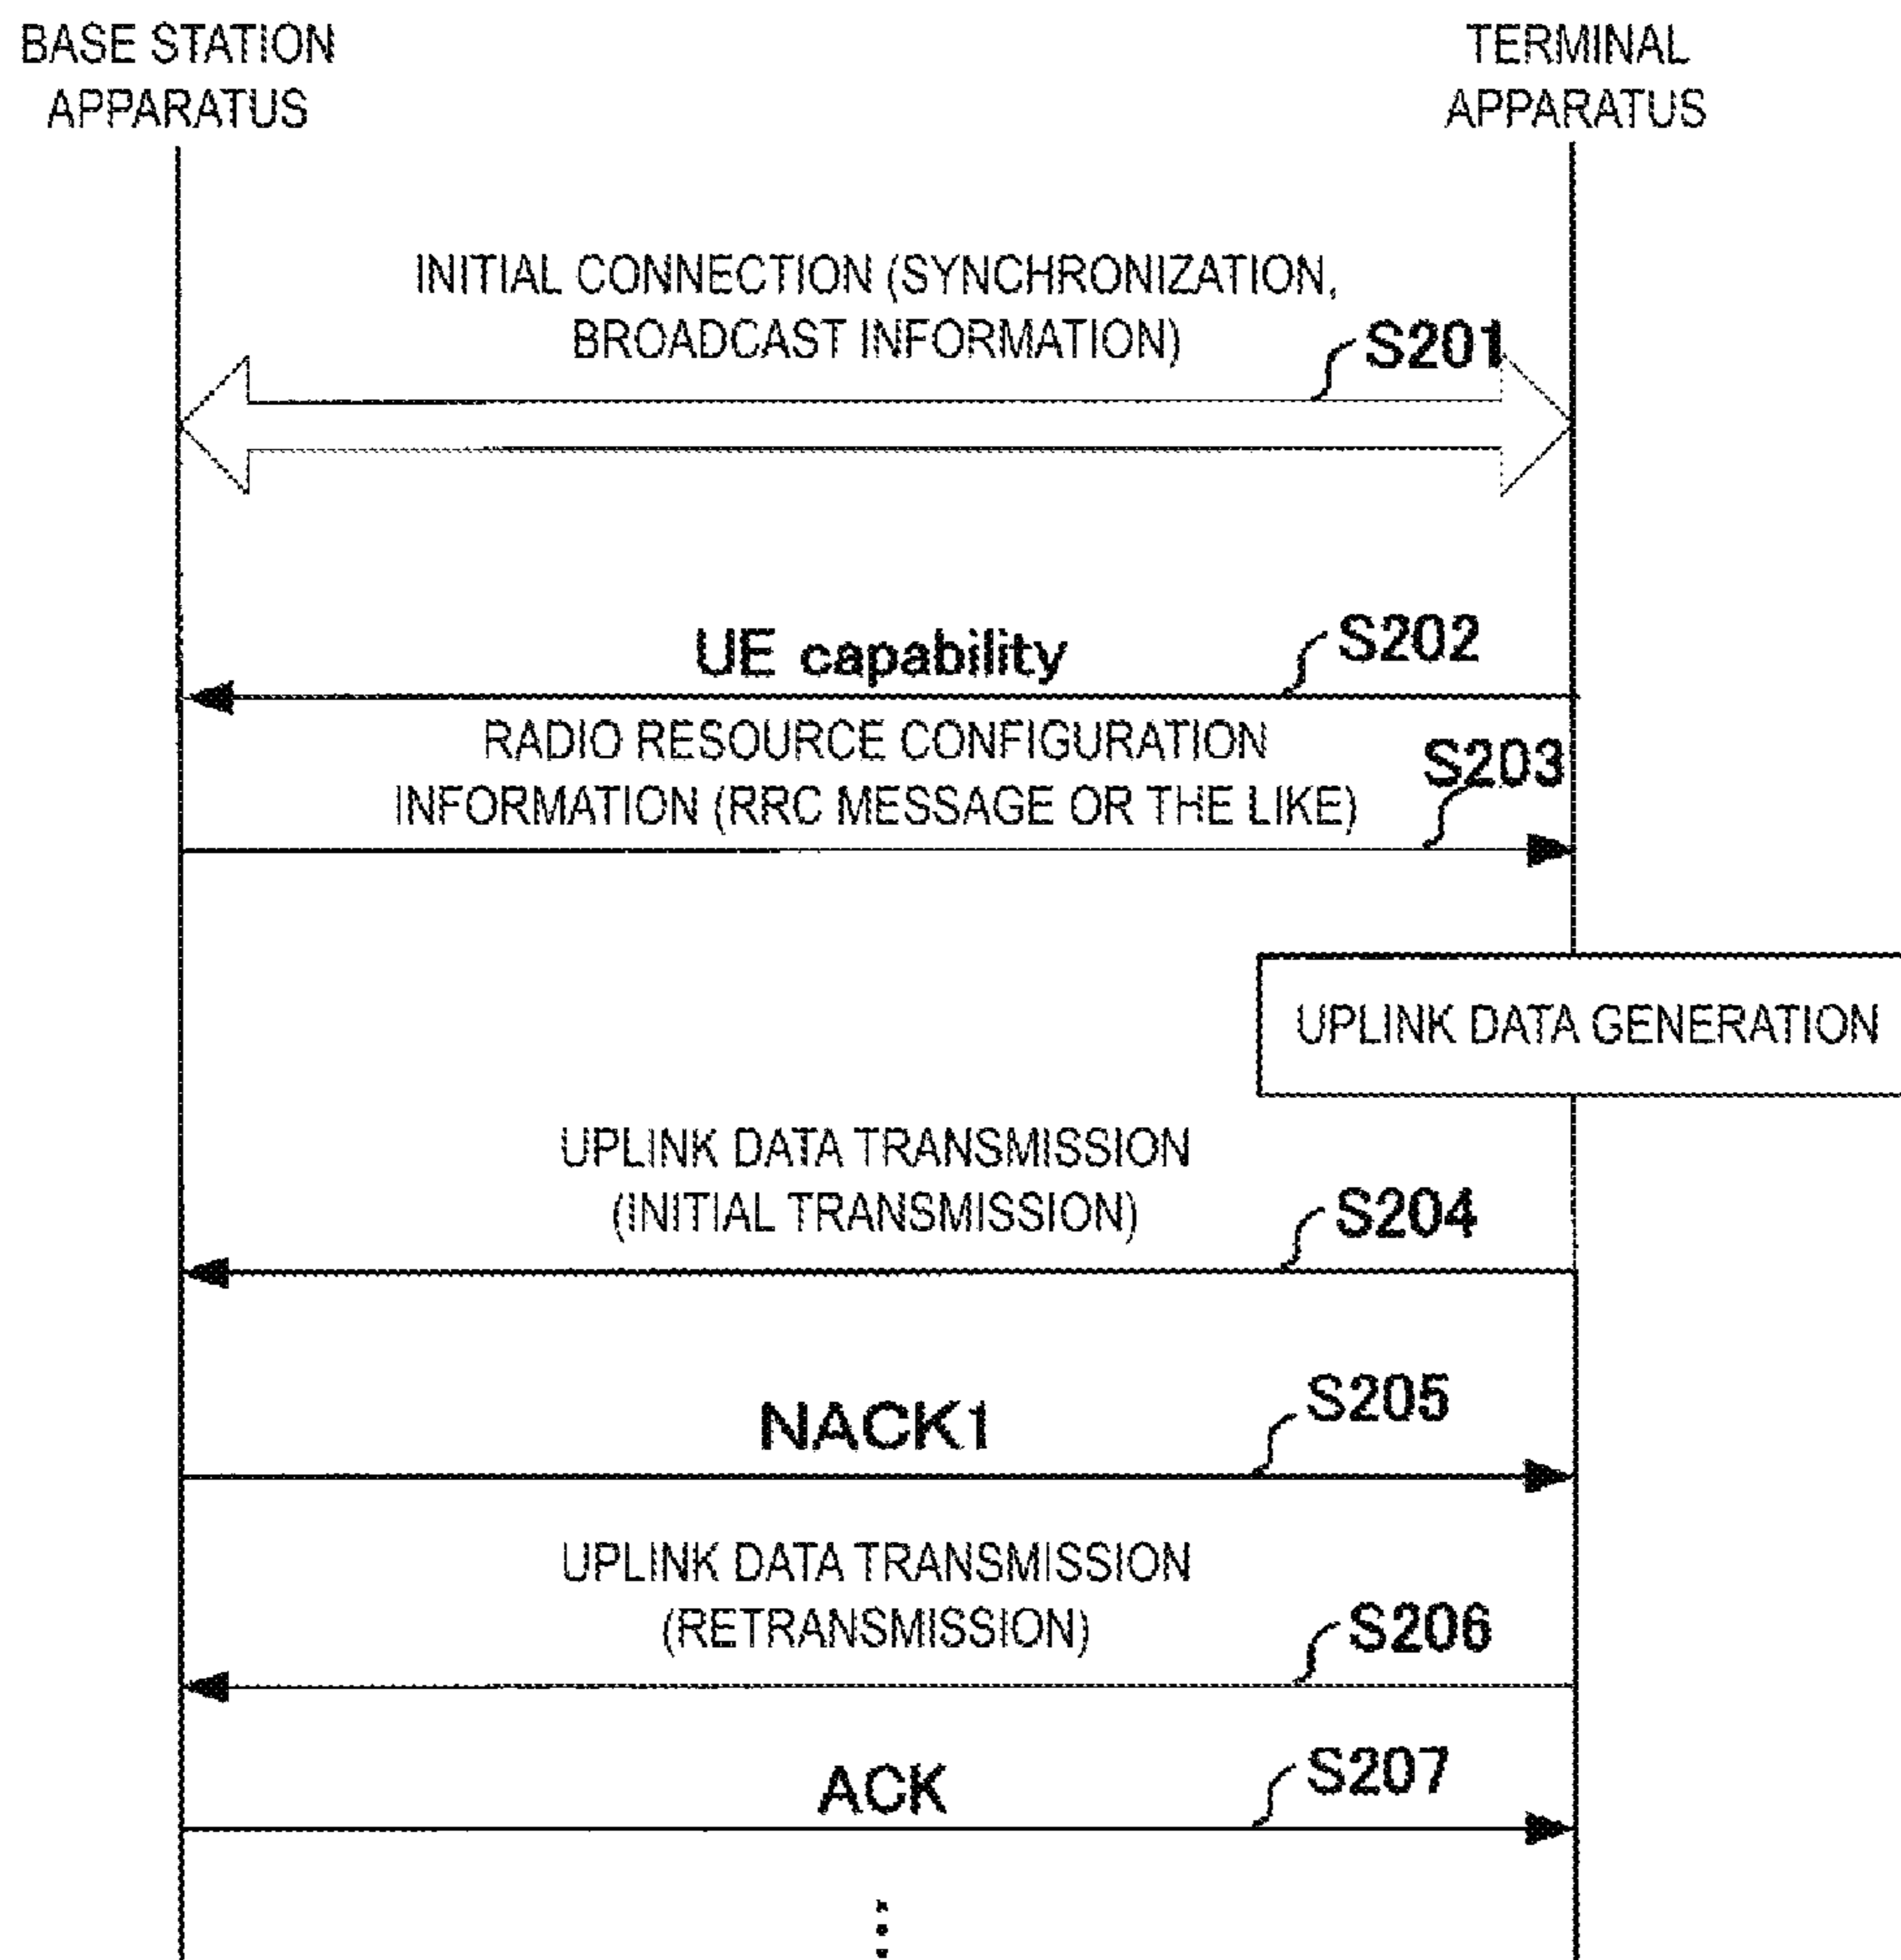 BASE STATION
APPARATUS
TERMINAL
APPARATUS
INITIAL CONNECTION (SYNCHRONIZATION,
BROADCAST INFORMATION)
S201
UE capability
S202
RADIO RESOURCE CONFIGURATION
INFORMATION (RRC MESSAGE OR THE LIKE)
S203
UPLINK DATA GENERATION
UPLINK DATA TRANSMISSION
(INITIAL TRANSMISSION)
S204
NACK1
S205
UPLINK DATA TRANSMISSION
(RETRANSMISSION)
S206
ACK
S207